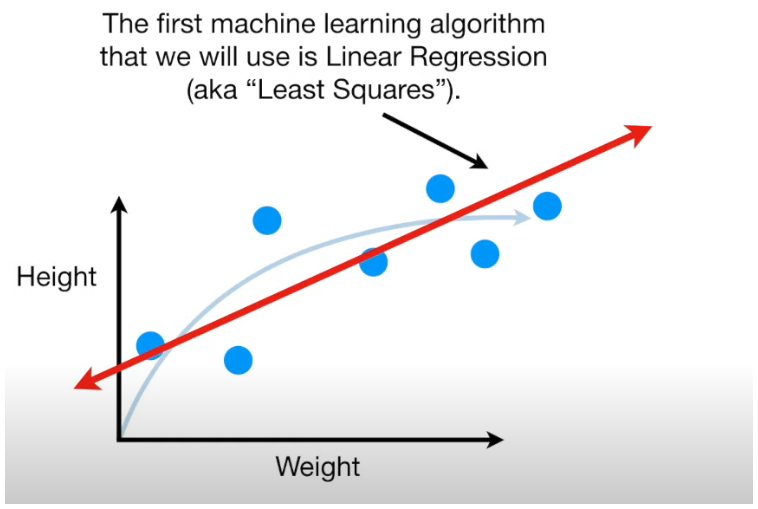 The first machine learning algorithm
that we will use is Linear Regression
(aka “Least Squares”).
Height
Weight